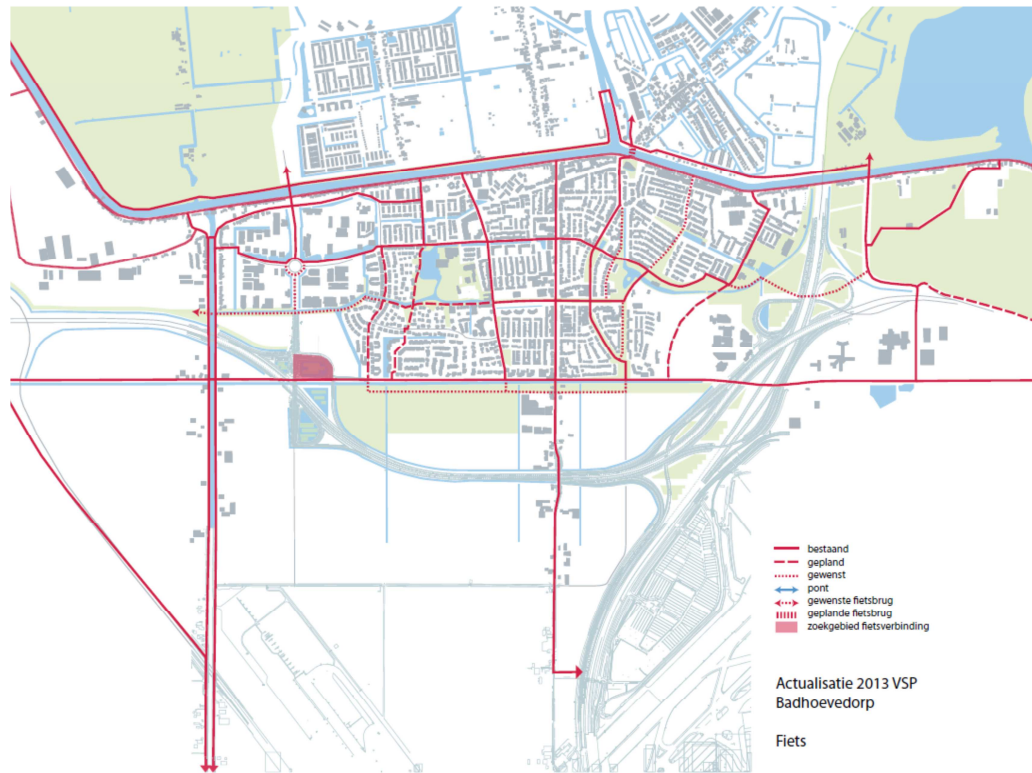 bestaand
gepland
gewenst
pont
gewenste fietsbrug
geplande fietsbrug
zoekgebied fietsverbinding
Actualisatie 2013 VSP
Badhoevedorp
Fiets